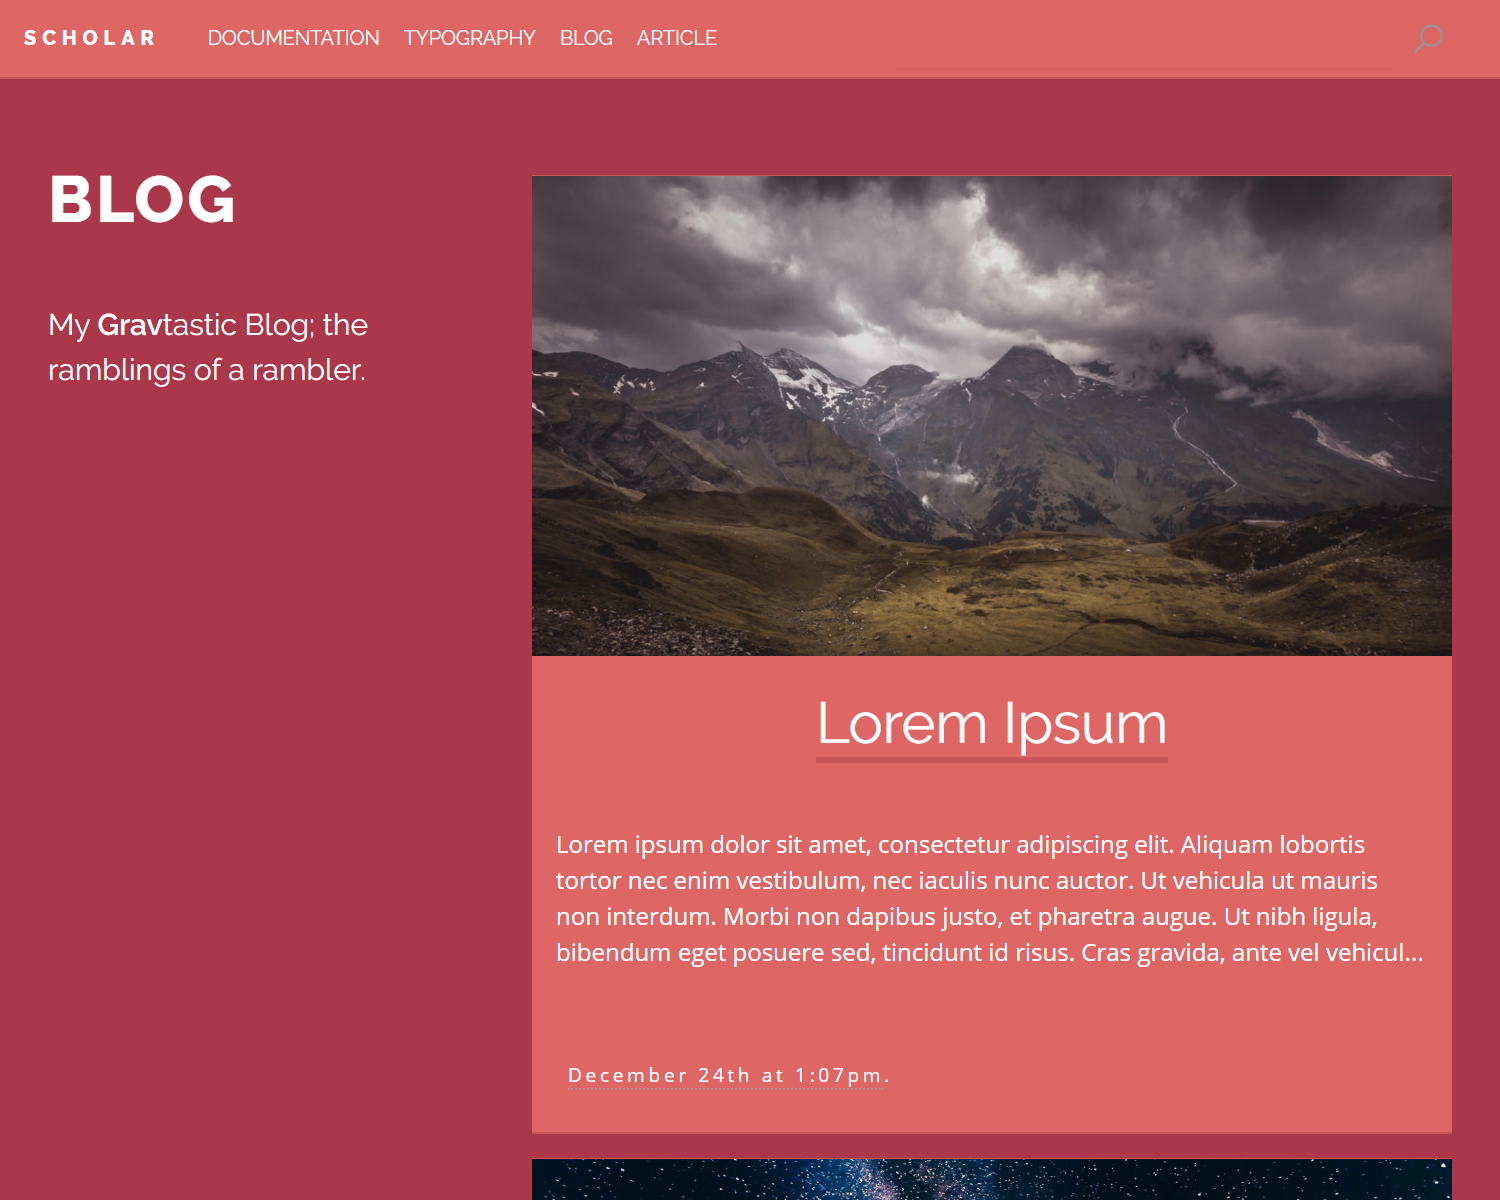 SCHOLAR
DOCUMENTATION TYPOGRAPHY BLOG ARTICLE
BLOG
My Gravtastic Blog; the
ramblings of a rambler.
Lorem Ipsum
Lorem ipsum dolor sit amet, consectetur adipiscing elit. Aliquam lobortis
tortor nec enim vestibulum, nec iaculis nunc auctor. Ut vehicula ut mauris
non interdum. Morbi non dapibus justo, et pharetra augue. Ut nibh ligula,
bibendum eget posuere sed, tincidunt id risus. Cras gravida, ante vel vehicul...
December 24th at 1:07pm.